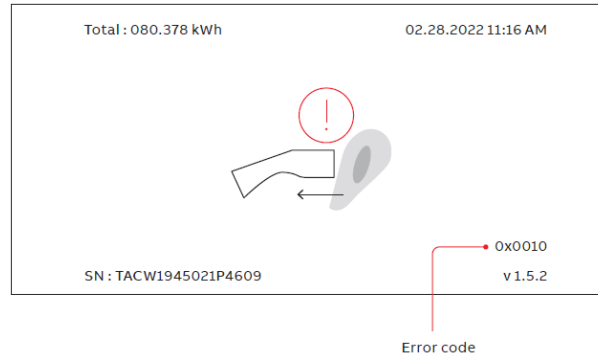 Total : 080.378 kWh
02.28.2022 11:16 AM
!
0x0010
SN : TACW1945021P4609
v 1.5.2
Error code